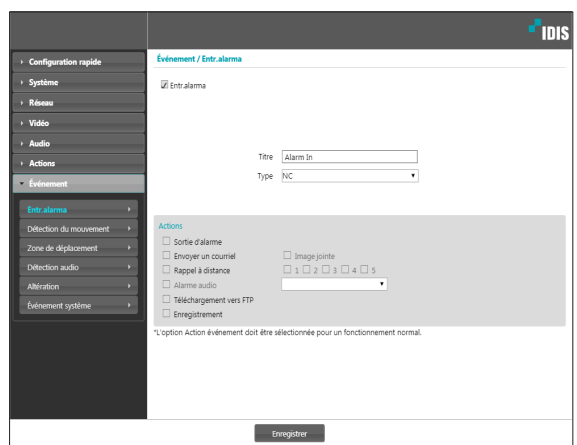 IDIS
Configuration rapide
Système
Réseau
Vidéo
Audio
Actions
Événement
Entr.alarma
Détection du mouvement
Zone de déplacement
Détection audio
Altération
Événement système
Événement / Entr.alarma
Entr.alarma
Titre Alarm In
Type NC
Actions
Sortie d'alarme
Envoyer un courriel Image jointe
Rappel à distance 1 2 3 4 5
Alarme audio
Téléchargement vers FTP
Enregistrement
*L'option Action événement doit être sélectionnée pour un fonctionnement normal.
Enregistrer